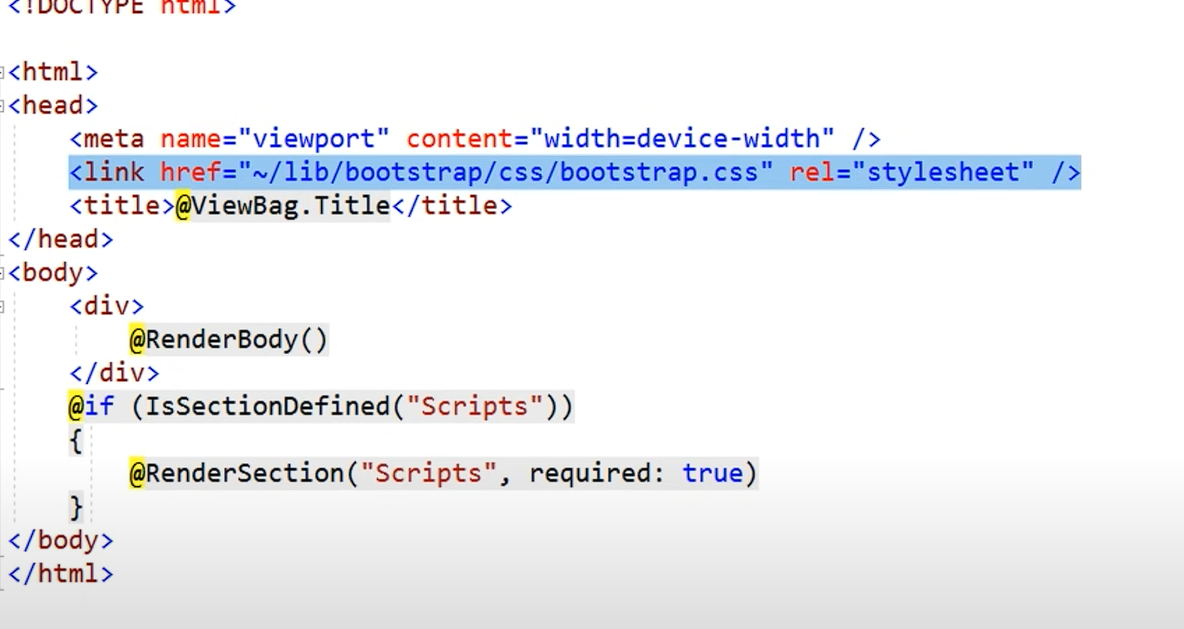 <!DOCTYPE html>
<html>
<head>
<meta name="viewport" content="width=device-width" />
<link href="~/lib/bootstrap/css/bootstrap.css" rel="stylesheet" />
<title>@ViewBag.Title</title>
</head>
<body>
<div>
@RenderBody()
</div>
@if (IsSectionDefined("Scripts"))
{
@RenderSection("Scripts", required: true)
}
</body>
</html>